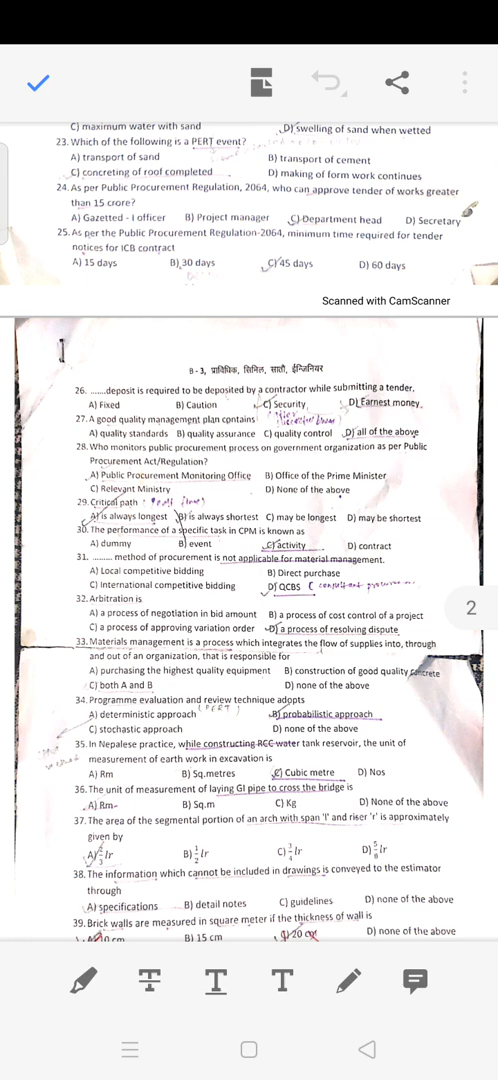 C) maximum water with sand D) swelling of sand when wetted
23. Which of the following is a PERT event?
A) transport of sand B) transport of cement
C) concreting of roof completed D) making of form work continues
24. As per Public Procurement Regulation, 2064, who can approve tender of works greater
than 15 crore?
A) Gazetted - I officer B) Project manager C) Department head D) Secretary
25. As per the Public Procurement Regulation-2064, minimum time required for tender
notices for ICB contract
A) 15 days B) 30 days C) 45 days D) 60 days
Scanned with CamScanner
B - 3, प्राविधिक, सिभिल, सातौं, ईन्जिनियर
26. .......deposit is required to be deposited by a contractor while submitting a tender.
A) Fixed B) Caution C) Security D) Earnest money
27. A good quality management plan contains
A) quality standards B) quality assurance C) quality control D) all of the above
28. Who monitors public procurement process on government organization as per Public
Procurement Act/Regulation?
A) Public Procurement Monitoring Office B) Office of the Prime Minister
C) Relevant Ministry D) None of the above
29. Critical path
A) is always longest B) is always shortest C) may be longest D) may be shortest
30. The performance of a specific task in CPM is known as
A) dummy B) event C) activity D) contract
31. ......... method of procurement is not applicable for material management.
A) Local competitive bidding B) Direct purchase
C) International competitive bidding D) QCBS
32. Arbitration is
A) a process of negotlation in bid amount B) a process of cost control of a project
C) a process of approving variation order D) a process of resolving dispute
33. Materials management is a process which integrates the flow of supplies into, through
and out of an organization, that is responsible for
A) purchasing the highest quality equipment B) construction of good quality concrete
C) both A and B D) none of the above
34. Programme evaluation and review technique adopts
(PERT)
A) deterministic approach B) probabilistic approach
C) stochastic approach D) none of the above
35. In Nepalese practice, while constructing RCC water tank reservoir, the unit of
measurement of earth work in excavation is
A) Rm B) Sq.metres C) Cubic metre D) Nos
36. The unit of measurement of laying GI pipe to cross the bridge is
A) Rm B) Sq.m C) Kg D) None of the above
37. The area of the segmental portion of an arch with span 'l' and riser 'r' is approximately
given by
A) 2/3 lr B) 1/2 lr C) 3/4 lr D) 5/8 lr
38. The information which cannot be included in drawings is conveyed to the estimator
through
A) specifications B) detail notes C) guidelines D) none of the above
39. Brick walls are measured in square meter if the thickness of wall is
A) 10 cm B) 15 cm C) 20 cm D) none of the above
2